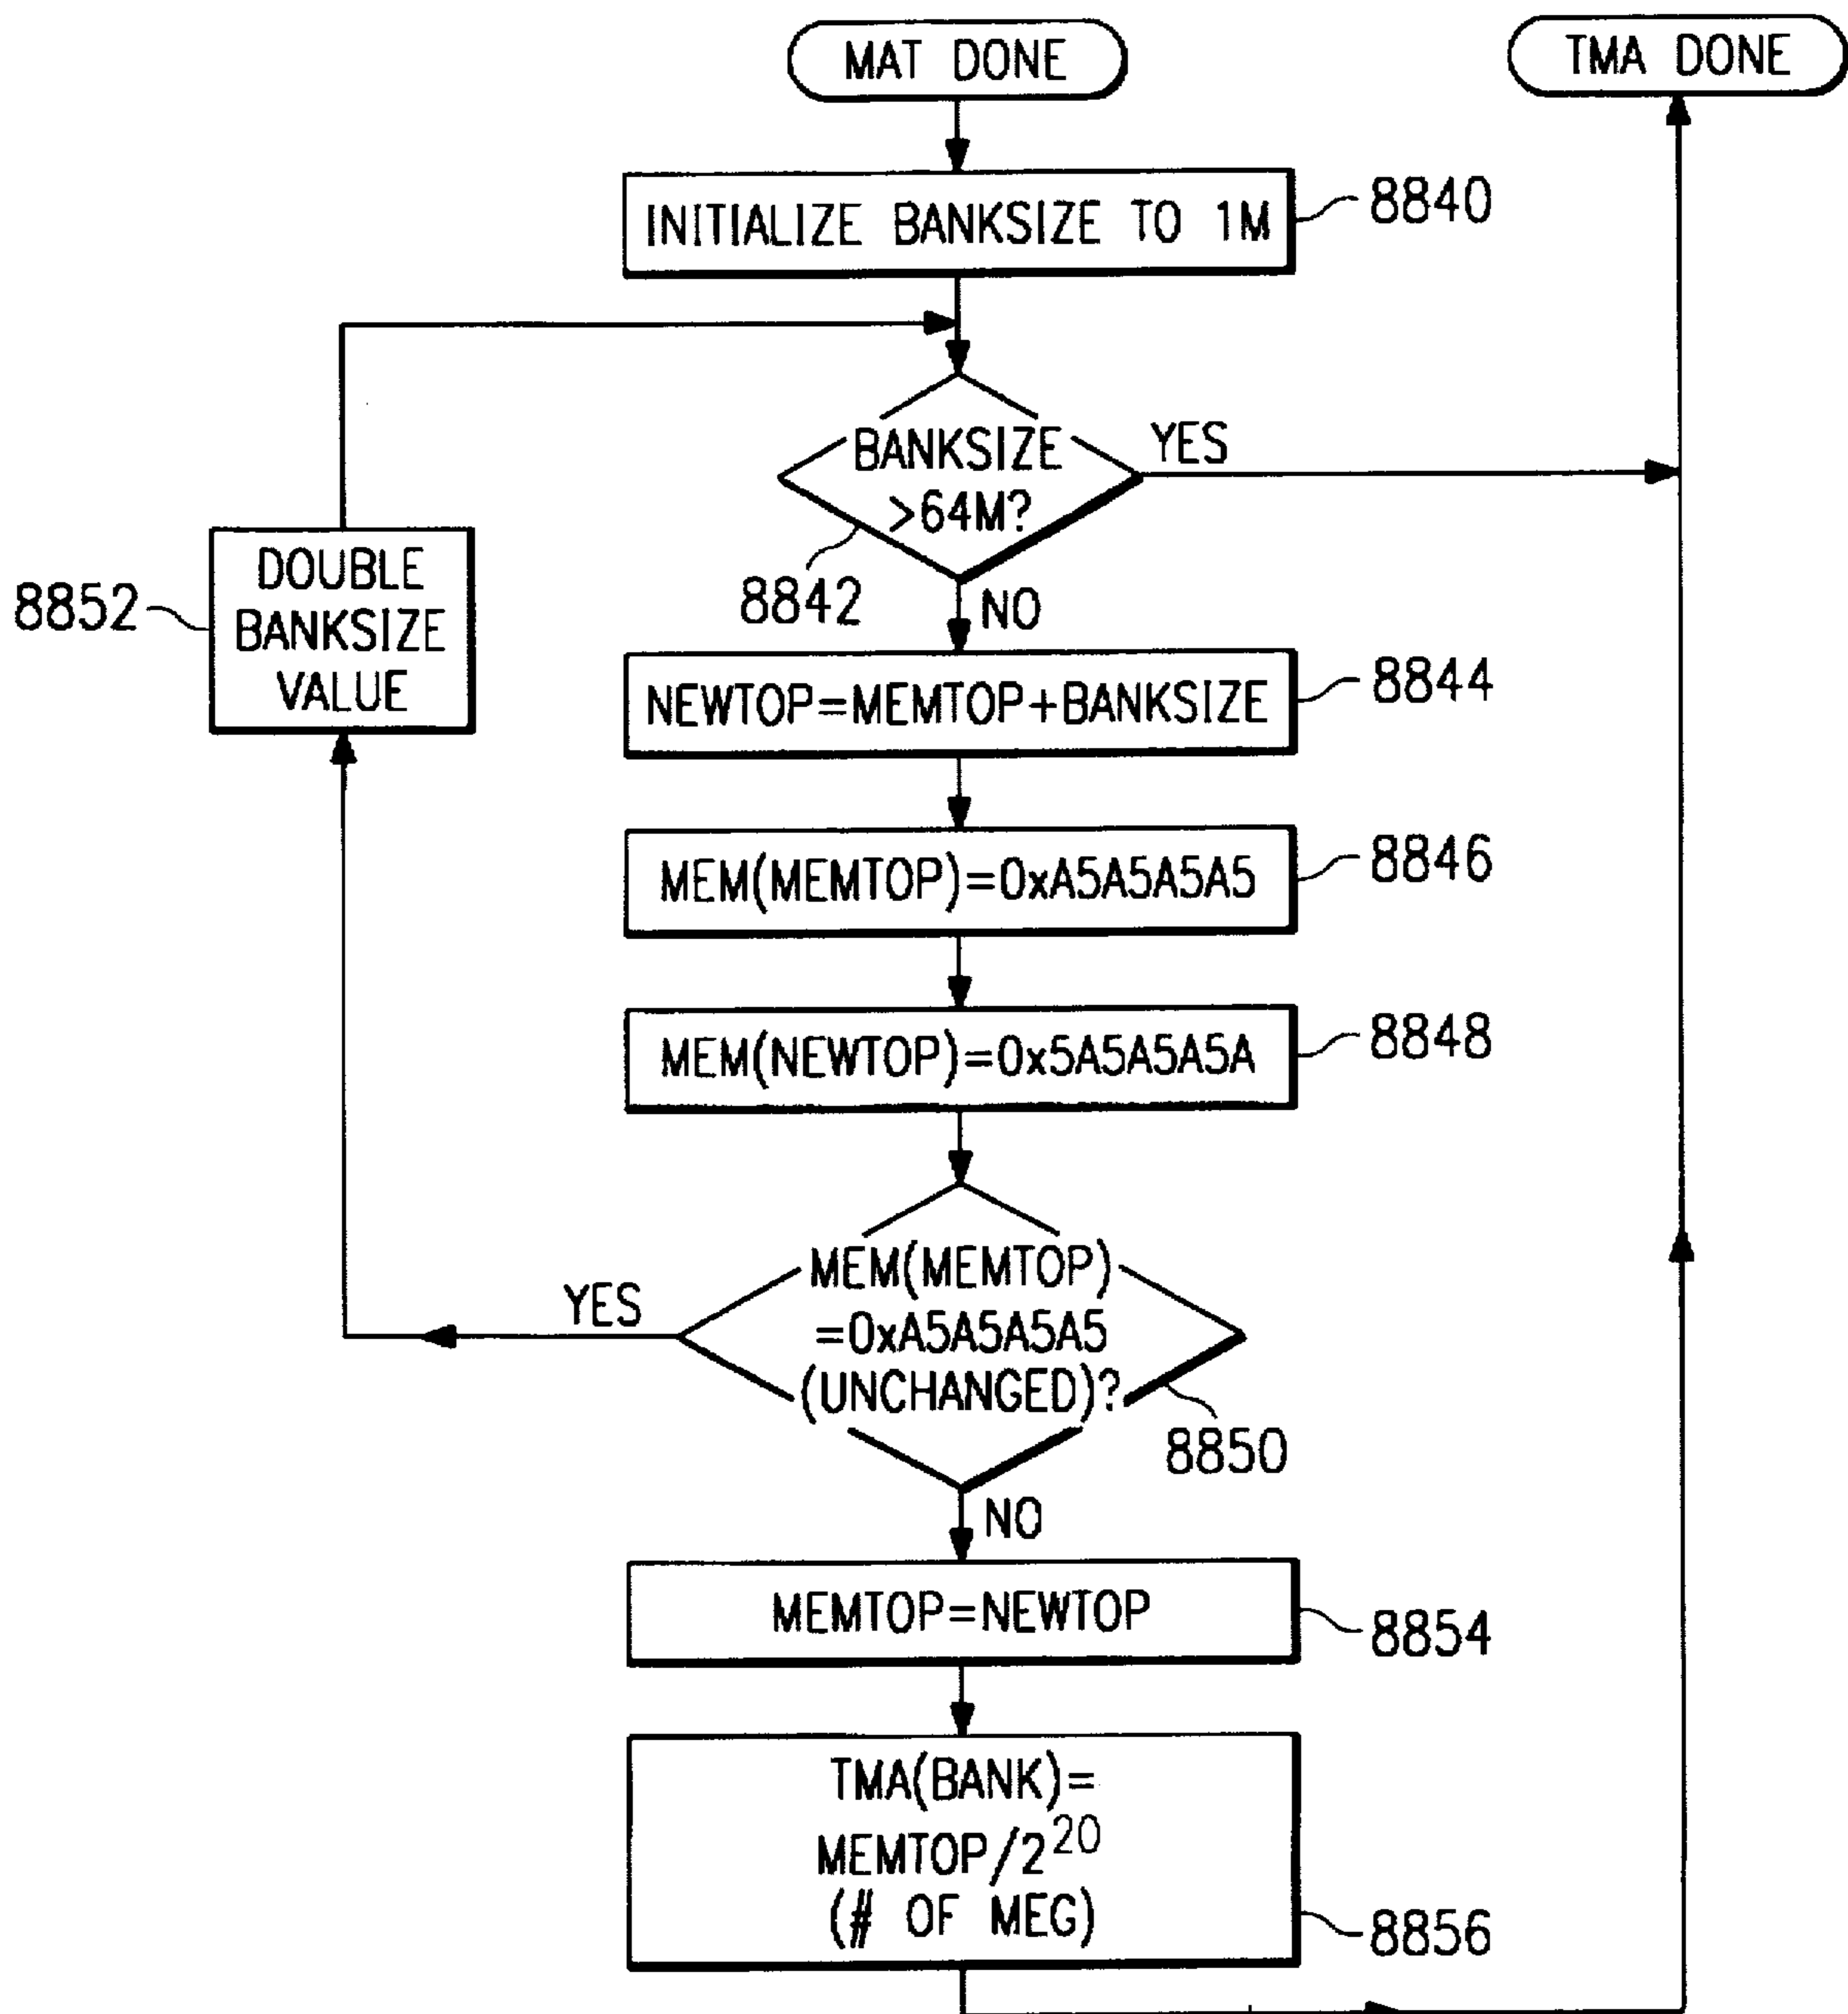 MAT DONE
TMA DONE
INITIALIZE BANKSIZE TO 1M
8840
BANKSIZE
>64M?
YES
8842
NO
DOUBLE
BANKSIZE
VALUE
8852
NEWTOP=MEMTOP+BANKSIZE
8844
MEM(MEMTOP)=0xA5A5A5A5
8846
MEM(NEWTOP)=0x5A5A5A5A
8848
MEM(MEMTOP)
=0xA5A5A5A5
(UNCHANGED)?
YES
8850
NO
MEMTOP=NEWTOP
8854
TMA(BANK)=
MEMTOP/2^20
(# OF MEG)
8856